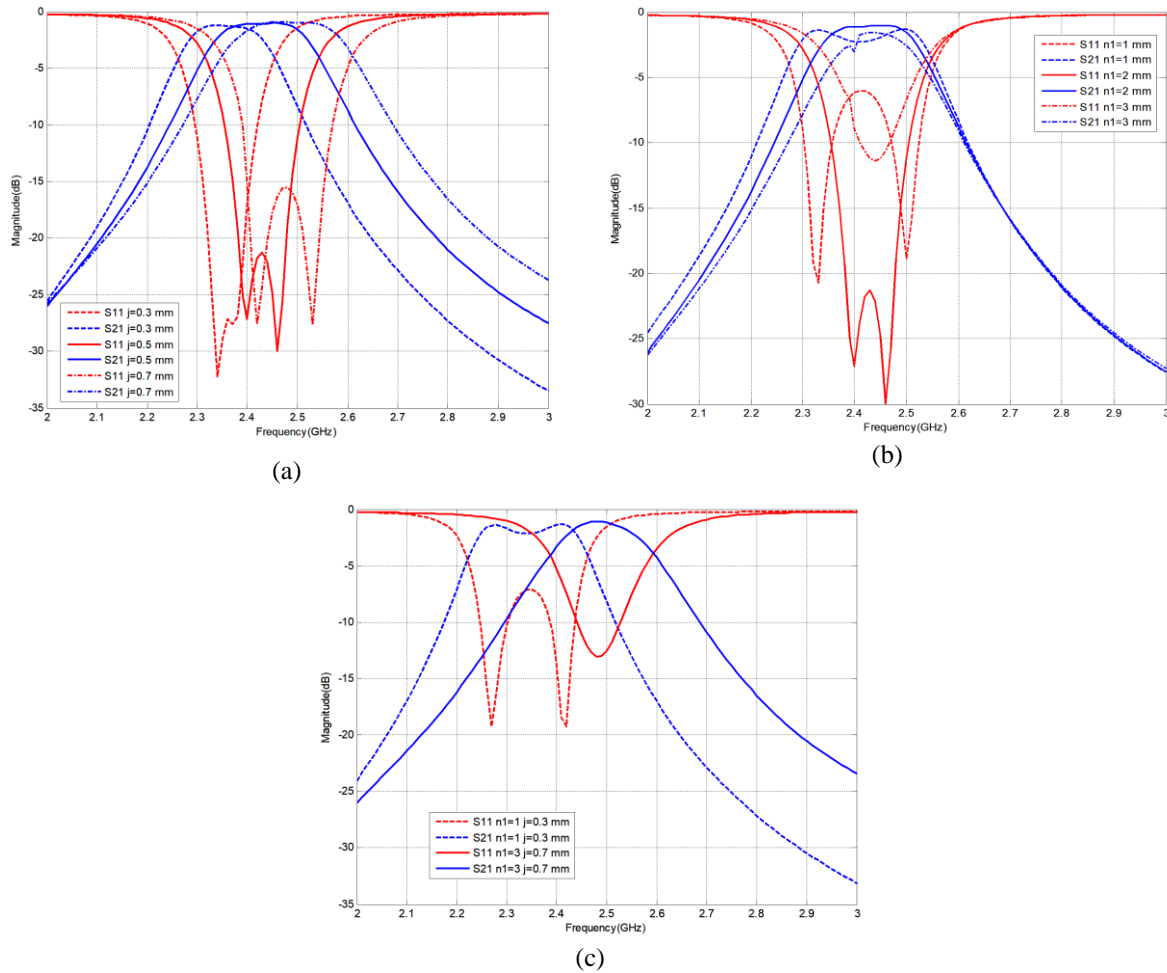 0
-5
-10
-15
-20
-25
-30
-35
Magnitude(dB)
S11 j=0.3 mm
S21 j=0.3 mm
S11 j=0.5 mm
S21 j=0.5 mm
S11 j=0.7 mm
S21 j=0.7 mm
2 2.1 2.2 2.3 2.4 2.5 2.6 2.7 2.8 2.9 3
Frequency(GHz)
(a)
0
-5
-10
-15
-20
-25
-30
Magnitude(dB)
S11 n1=1 mm
S21 n1=1 mm
S11 n1=2 mm
S21 n1=2 mm
S11 n1=3 mm
S21 n1=3 mm
2 2.1 2.2 2.3 2.4 2.5 2.6 2.7 2.8 2.9 3
Frequency(GHz)
(b)
0
-5
-10
-15
-20
-25
-30
-35
Magnitude(dB)
S11 n1=1 j=0.3 mm
S21 n1=1 j=0.3 mm
S11 n1=3 j=0.7 mm
S21 n1=3 j=0.7 mm
2 2.1 2.2 2.3 2.4 2.5 2.6 2.7 2.8 2.9 3
Frequency(GHz)
(c)